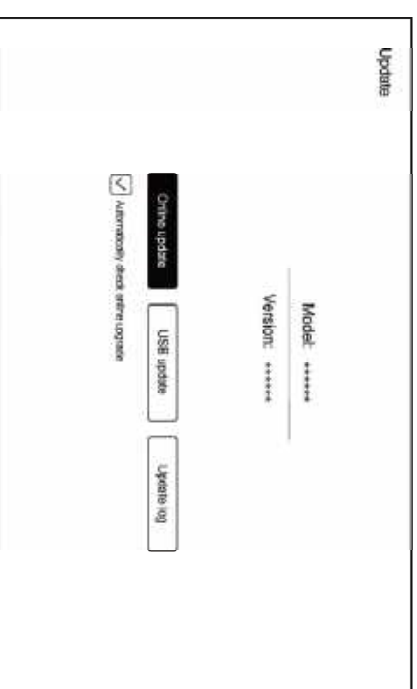 Update
Model: ******
Version: ******
Online update
USB update
Update log
Automatically check online upgrade